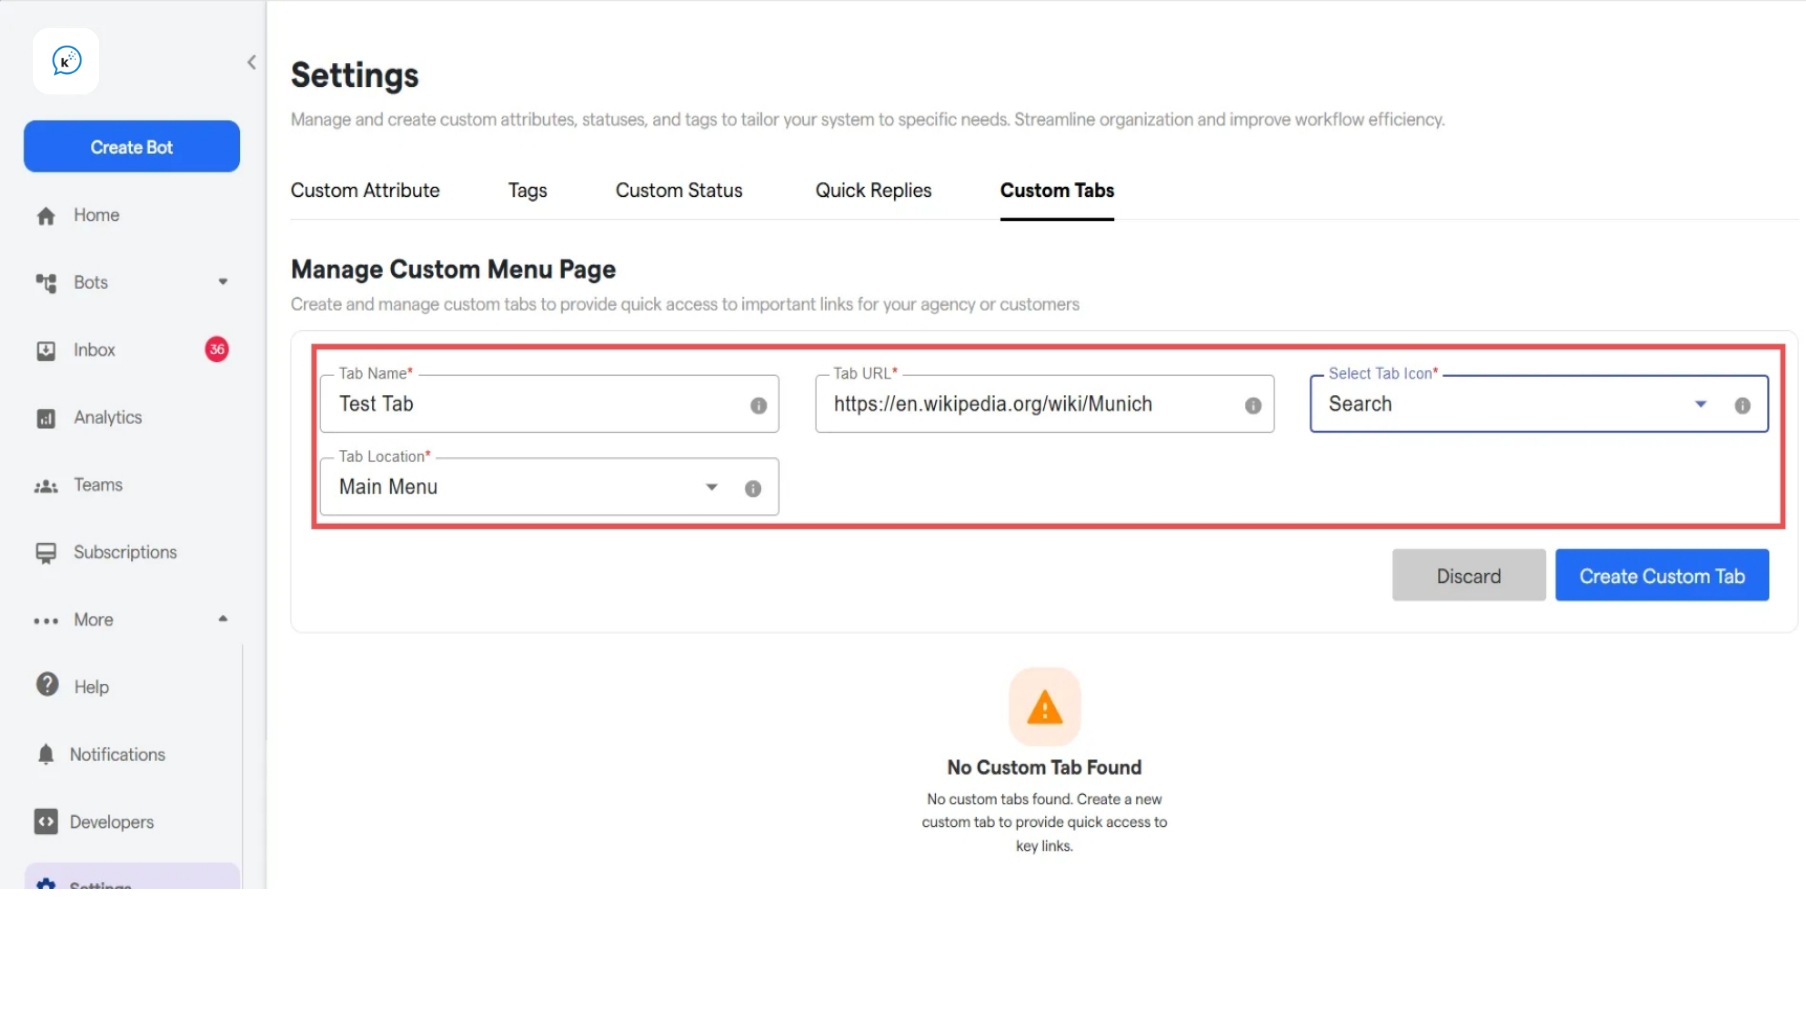 k
Create Bot
Home
Bots
Inbox
36
Analytics
Teams
Subscriptions
More
Help
Notifications
Developers
Settings
Settings
Manage and create custom attributes, statuses, and tags to tailor your system to specific needs. Streamline organization and improve workflow efficiency.
Custom Attribute
Tags
Custom Status
Quick Replies
Custom Tabs
Manage Custom Menu Page
Create and manage custom tabs to provide quick access to important links for your agency or customers
Tab Name*
Test Tab
Tab URL*
https://en.wikipedia.org/wiki/Munich
Select Tab Icon*
Search
Tab Location*
Main Menu
Discard
Create Custom Tab
No Custom Tab Found
No custom tabs found. Create a new
custom tab to provide quick access to
key links.